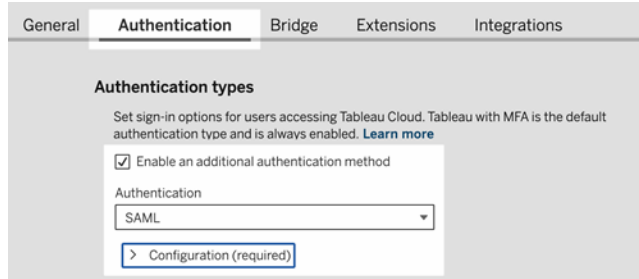 General Authentication Bridge Extensions Integrations
Authentication types
Set sign-in options for users accessing Tableau Cloud. Tableau with MFA is the default
authentication type and is always enabled. Learn more
Enable an additional authentication method
Authentication
SAML
Configuration (required)